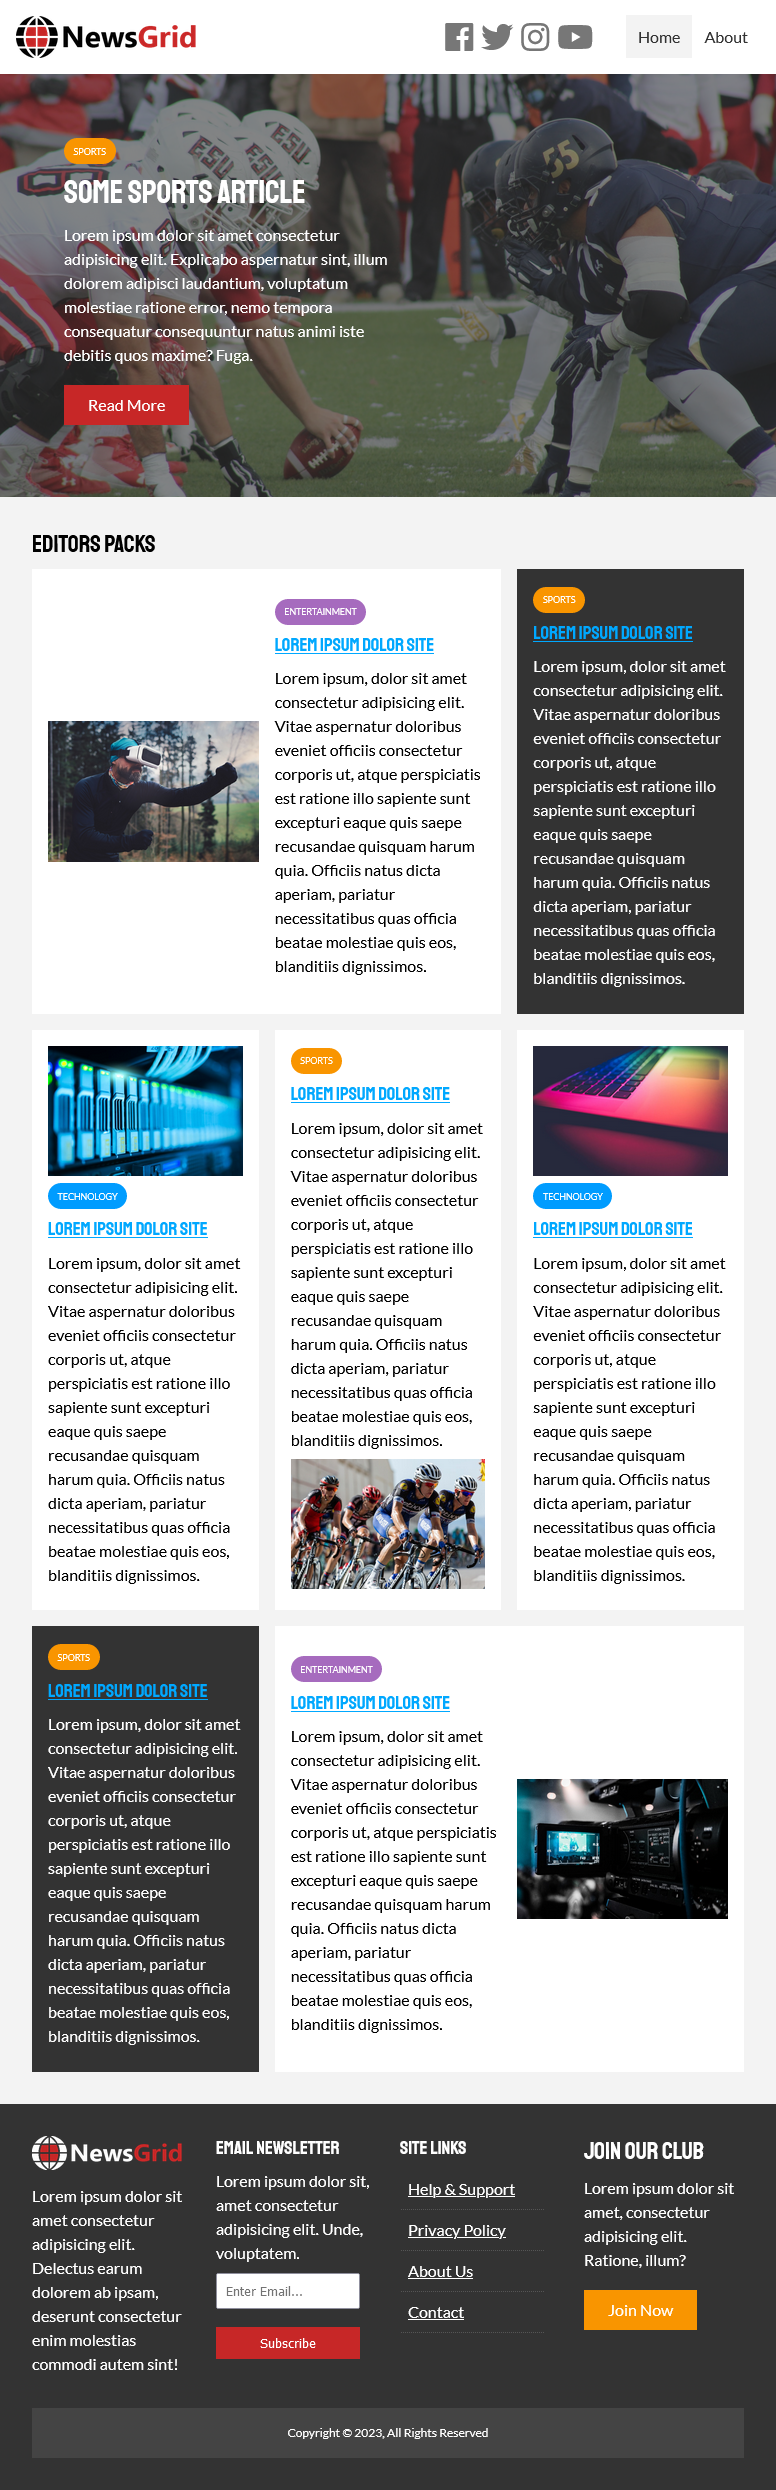 NewsGrid
Home
About
SPORTS
SOME SPORTS ARTICLE
Lorem ipsum dolor sit amet consectetur
adipisicing elit. Explicabo aspernatur sint, illum
dolorem adipisci laudantium, voluptatum
molestiae ratione error, nemo tempora
consequatur consequuntur natus animi iste
debitis quos maxime? Fuga.
Read More
55
EDITORS PACKS
ENTERTAINMENT
LOREM IPSUM DOLOR SITE
Lorem ipsum, dolor sit amet
consectetur adipisicing elit.
Vitae aspernatur doloribus
eveniet officiis consectetur
corporis ut, atque perspiciatis
est ratione illo sapiente sunt
excepturi eaque quis saepe
recusandae quisquam harum
quia. Officiis natus dicta
aperiam, pariatur
necessitatibus quas officia
beatae molestiae quis eos,
blanditiis dignissimos.
SPORTS
LOREM IPSUM DOLOR SITE
Lorem ipsum, dolor sit amet
consectetur adipisicing elit.
Vitae aspernatur doloribus
eveniet officiis consectetur
corporis ut, atque
perspiciatis est ratione illo
sapiente sunt excepturi
eaque quis saepe
recusandae quisquam
harum quia. Officiis natus
dicta aperiam, pariatur
necessitatibus quas officia
beatae molestiae quis eos,
blanditiis dignissimos.
TECHNOLOGY
LOREM IPSUM DOLOR SITE
Lorem ipsum, dolor sit amet
consectetur adipisicing elit.
Vitae aspernatur doloribus
eveniet officiis consectetur
corporis ut, atque
perspiciatis est ratione illo
sapiente sunt excepturi
eaque quis saepe
recusandae quisquam
harum quia. Officiis natus
dicta aperiam, pariatur
necessitatibus quas officia
beatae molestiae quis eos,
blanditiis dignissimos.
SPORTS
LOREM IPSUM DOLOR SITE
Lorem ipsum, dolor sit amet
consectetur adipisicing elit.
Vitae aspernatur doloribus
eveniet officiis consectetur
corporis ut, atque
perspiciatis est ratione illo
sapiente sunt excepturi
eaque quis saepe
recusandae quisquam
harum quia. Officiis natus
dicta aperiam, pariatur
necessitatibus quas officia
beatae molestiae quis eos,
blanditiis dignissimos.
TECHNOLOGY
LOREM IPSUM DOLOR SITE
Lorem ipsum, dolor sit amet
consectetur adipisicing elit.
Vitae aspernatur doloribus
eveniet officiis consectetur
corporis ut, atque
perspiciatis est ratione illo
sapiente sunt excepturi
eaque quis saepe
recusandae quisquam
harum quia. Officiis natus
dicta aperiam, pariatur
necessitatibus quas officia
beatae molestiae quis eos,
blanditiis dignissimos.
SPORTS
LOREM IPSUM DOLOR SITE
Lorem ipsum, dolor sit amet
consectetur adipisicing elit.
Vitae aspernatur doloribus
eveniet officiis consectetur
corporis ut, atque
perspiciatis est ratione illo
sapiente sunt excepturi
eaque quis saepe
recusandae quisquam
harum quia. Officiis natus
dicta aperiam, pariatur
necessitatibus quas officia
beatae molestiae quis eos,
blanditiis dignissimos.
ENTERTAINMENT
LOREM IPSUM DOLOR SITE
Lorem ipsum, dolor sit amet
consectetur adipisicing elit.
Vitae aspernatur doloribus
eveniet officiis consectetur
corporis ut, atque perspiciatis
est ratione illo sapiente sunt
excepturi eaque quis saepe
recusandae quisquam harum
quia. Officiis natus dicta
aperiam, pariatur
necessitatibus quas officia
beatae molestiae quis eos,
blanditiis dignissimos.
NewsGrid
Lorem ipsum dolor sit
amet consectetur
adipisicing elit.
Delectus earum
dolorem ab ipsam,
deserunt consectetur
enim molestias
commodi autem sint!
EMAIL NEWSLETTER
Lorem ipsum dolor sit,
amet consectetur
adipisicing elit. Unde,
voluptatem.
Enter Email...
Subscribe
SITE LINKS
Help & Support
Privacy Policy
About Us
Contact
JOIN OUR CLUB
Lorem ipsum dolor sit
amet, consectetur
adipisicing elit.
Ratione, illum?
Join Now
Copyright © 2023, All Rights Reserved